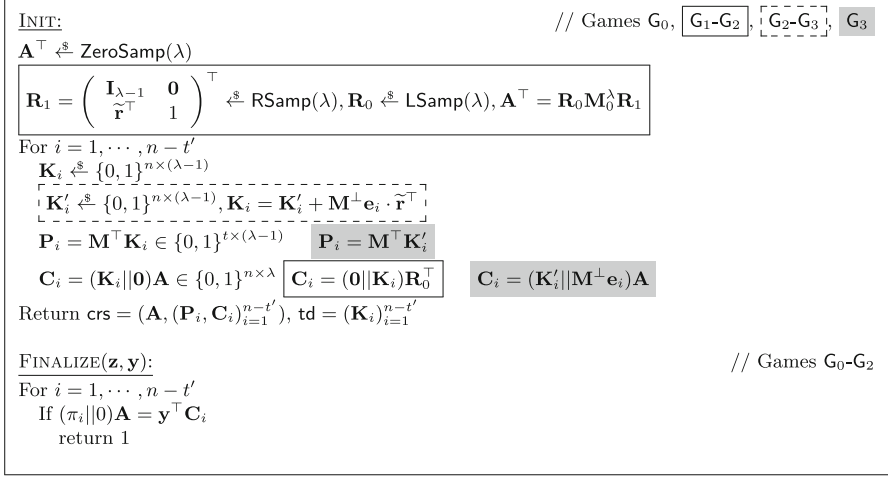 INIT: // Games G₀, G₁-G₂, G₂-G₃, G₃
A^⊤ ←$ ZeroSamp(λ)
R₁ = ( I_{λ−1} 0 ; r̃^⊤ 1 )^⊤ ←$ RSamp(λ), R₀ ←$ LSamp(λ), A^⊤ = R₀M₀^λR₁
For i = 1, ⋯ , n − t′
K_i ←$ {0, 1}^{n×(λ−1)}
K′_i ←$ {0, 1}^{n×(λ−1)}, K_i = K′_i + M^⊥e_i · r̃^⊤
P_i = M^⊤K_i ∈ {0, 1}^{t×(λ−1)} P_i = M^⊤K′_i
C_i = (K_i||0)A ∈ {0, 1}^{n×λ} C_i = (0||K_i)R₀^⊤ C_i = (K′_i||M^⊥e_i)A
Return crs = (A, (P_i, C_i)_{i=1}^{n−t′}), td = (K_i)_{i=1}^{n−t′}
FINALIZE(z, y): // Games G₀-G₂
For i = 1, ⋯ , n − t′
If (π_i||0)A = y^⊤C_i
return 1